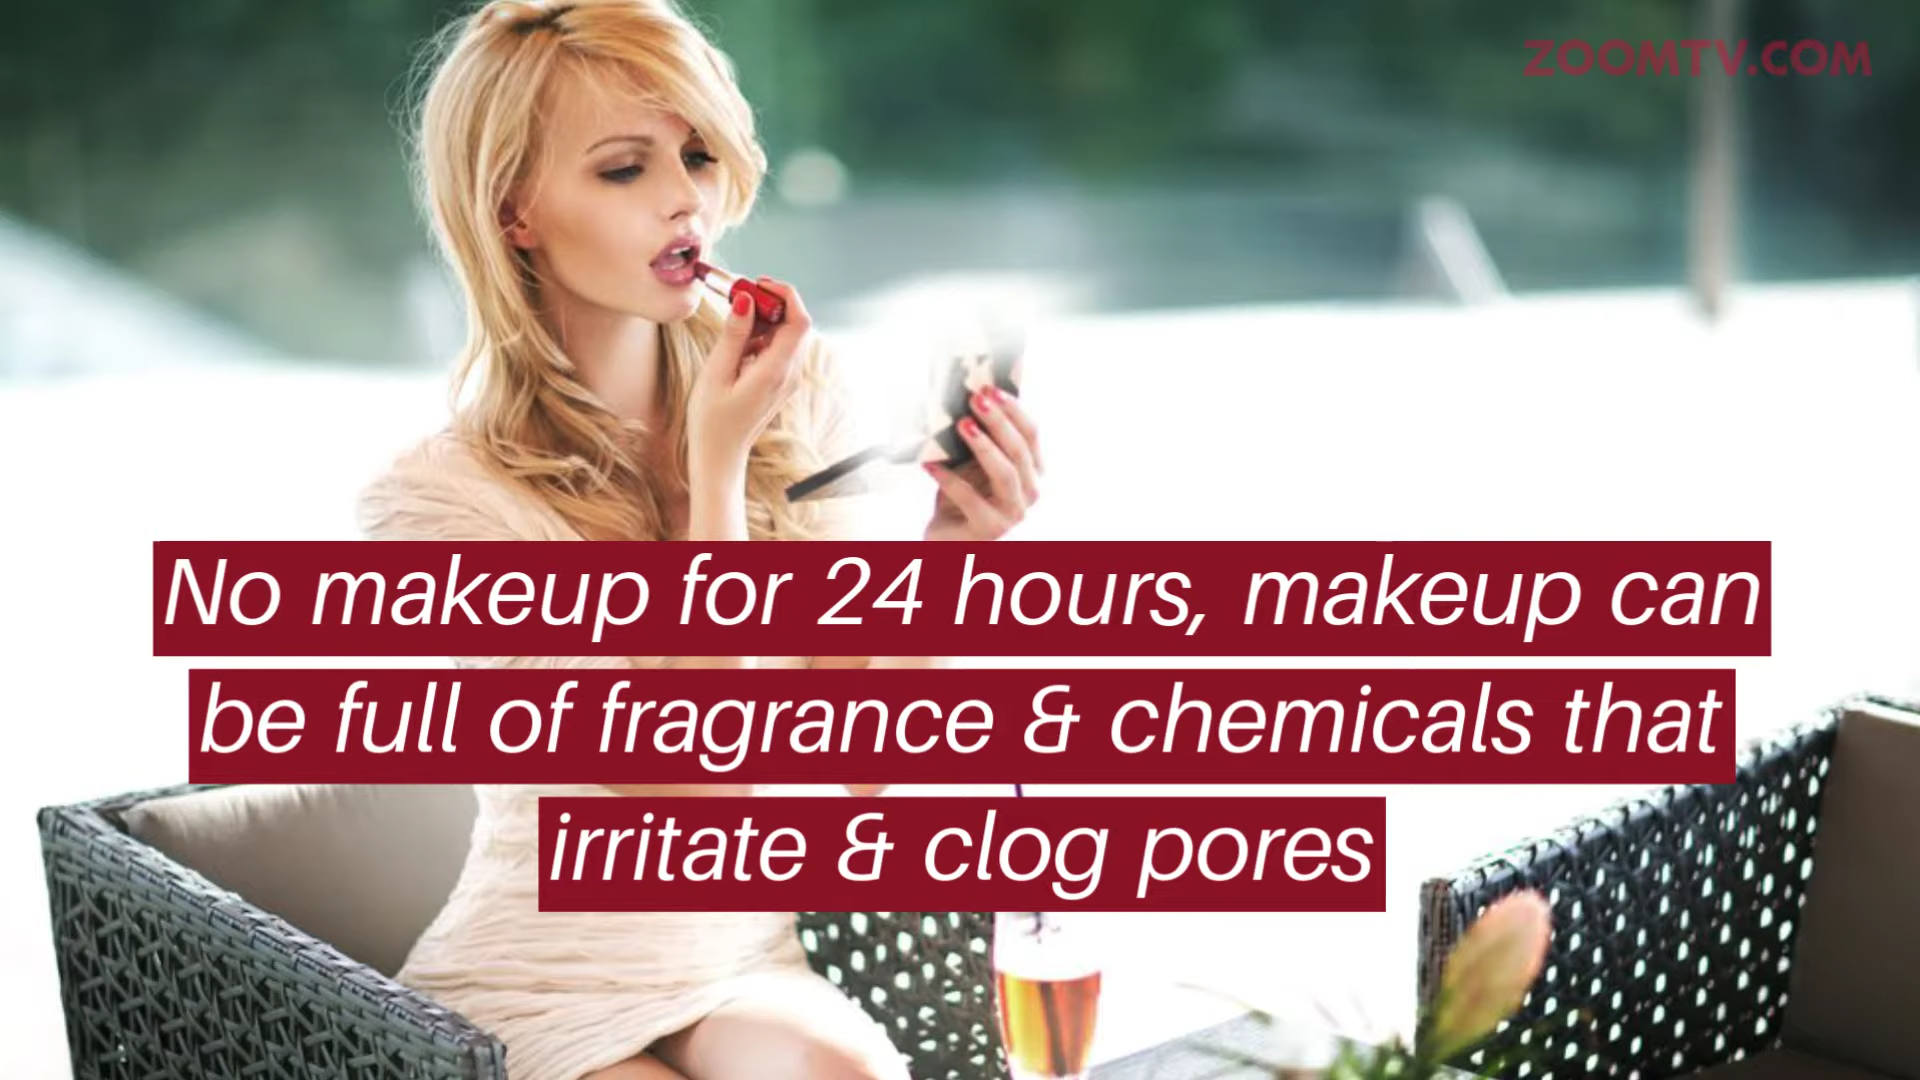 ZOOMTV.COM
No makeup for 24 hours, makeup can
be full of fragrance & chemicals that
irritate & clog pores